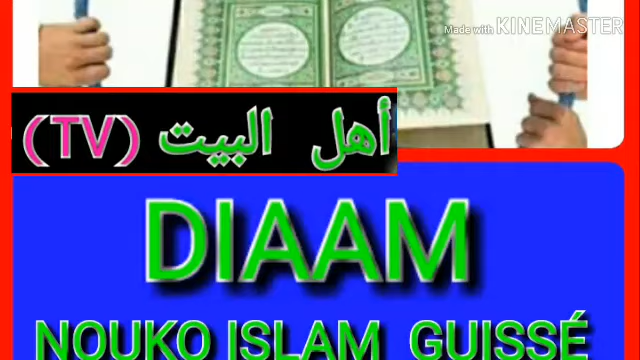 Made with KINEMASTER
أهل البيت (TV)
DIAAM
NOUKO ISLAM GUISSÉ